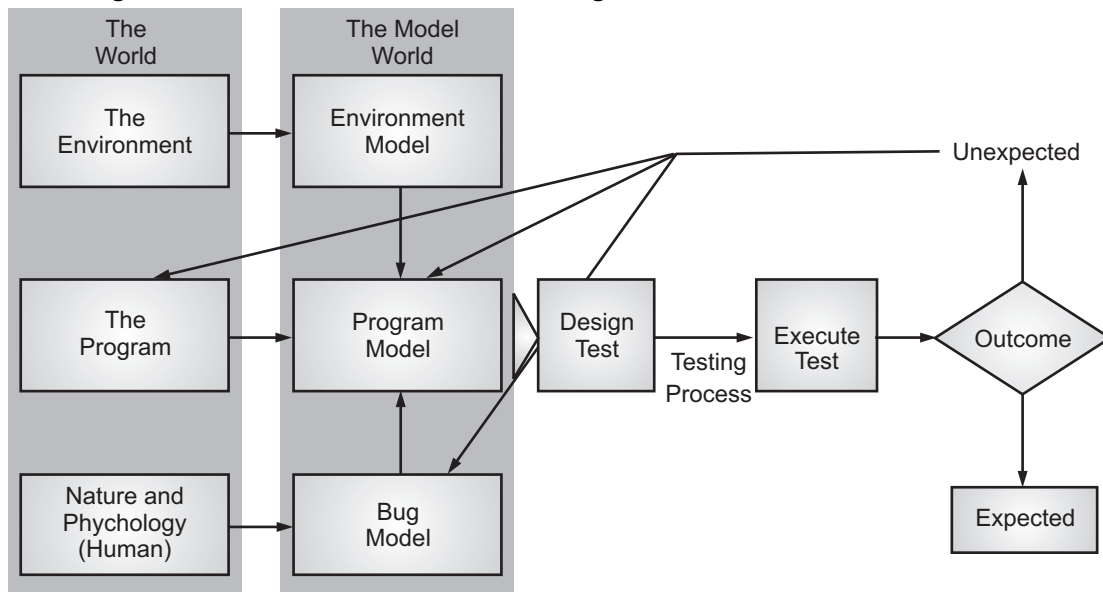 The
World
The Model
World
The
Environment
Environment
Model
Unexpected
The
Program
Program
Model
Design
Test
Testing
Process
Execute
Test
Outcome
Nature and
Phychology
(Human)
Bug
Model
Expected